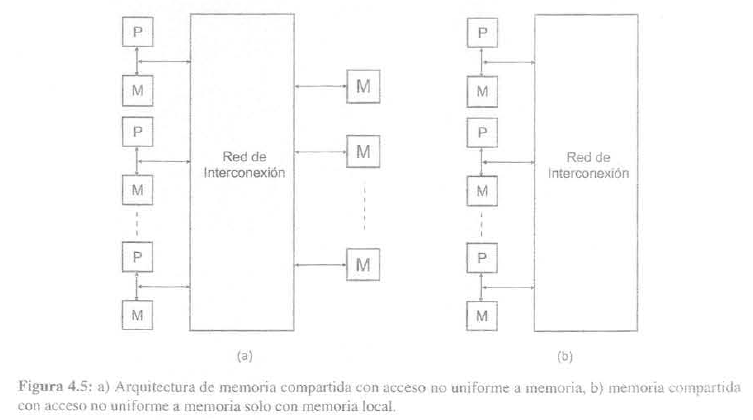 P
M
P
M
P
M
Red de
Interconexión
M
M
M
(a)
P
M
P
M
P
M
Red de
Interconexión
(b)
Figura 4.5: a) Arquitectura de memoria compartida con acceso no uniforme a memoria, b) memoria compartida
con acceso no uniforme a memoria solo con memoria local.